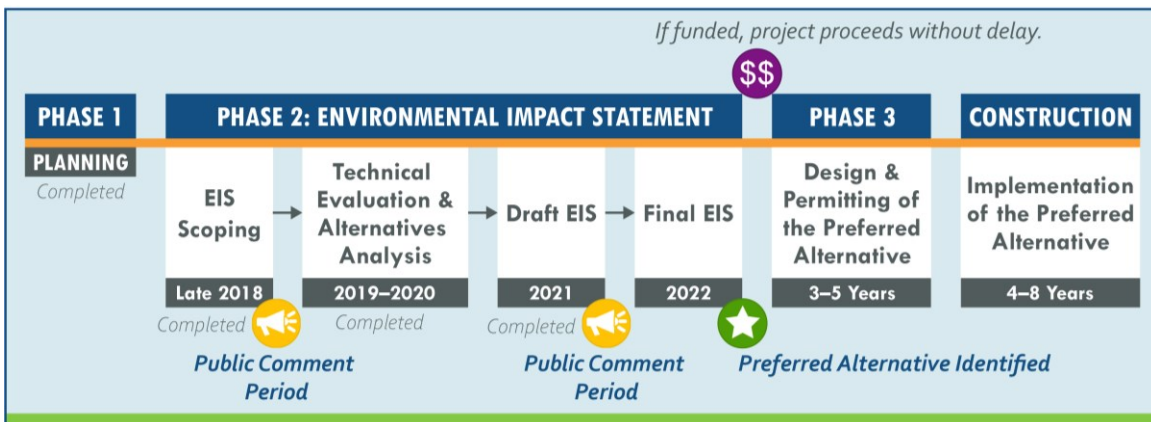 If funded, project proceeds without delay.
$$
PHASE 1
PHASE 2: ENVIRONMENTAL IMPACT STATEMENT
PHASE 3
CONSTRUCTION
PLANNING
Completed
EIS
Scoping
Late 2018
Completed
Technical
Evaluation &
Alternatives
Analysis
2019–2020
Completed
Draft EIS
2021
Completed
Final EIS
2022
Design &
Permitting of
the Preferred
Alternative
3–5 Years
Implementation
of the Preferred
Alternative
4–8 Years
Public Comment
Period
Public Comment
Period
Preferred Alternative Identified